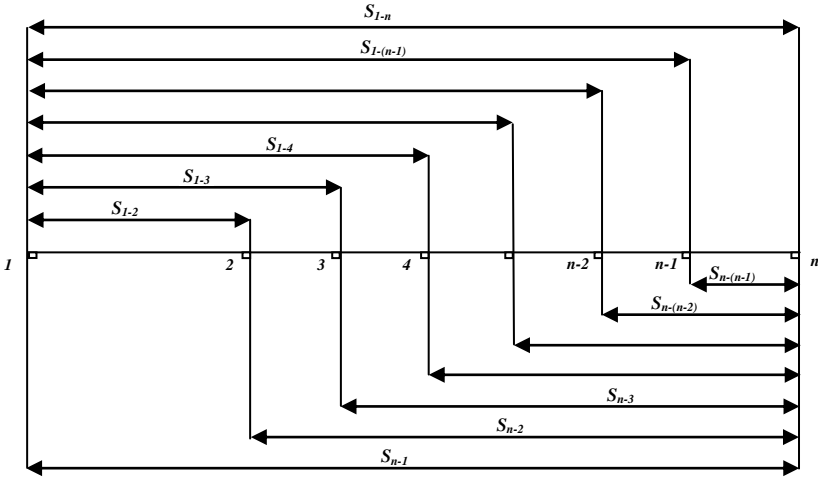 S1-n
S1-(n-1)
S1-4
S1-3
S1-2
1 2 3 4 n-2 n-1 n
Sn-(n-1)
Sn-(n-2)
Sn-3
Sn-2
Sn-1